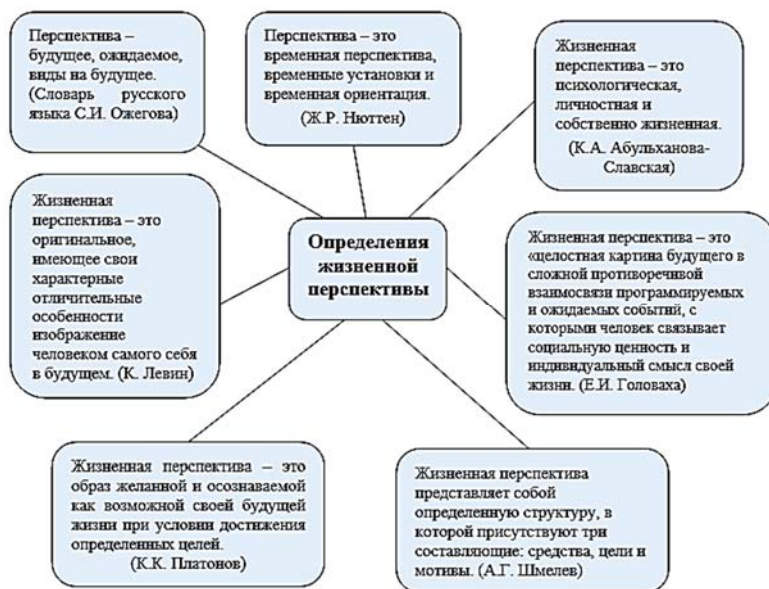 Перспектива –
будущее, ожидаемое,
виды на будущее.
(Словарь русского
языка С.И. Ожегова)
Перспектива – это
временная перспектива,
временные установки и
временная ориентация.
(Ж.Р. Нюттен)
Жизненная
перспектива – это
психологическая,
личностная и
собственно жизненная.
(К.А. Абульханова-
Славская)
Жизненная
перспектива – это
оригинальное,
имеющее свои
характерные
отличительные
особенности
изображение
человеком самого себя
в будущем. (К. Левин)
Определения
жизненной
перспективы
Жизненная перспектива – это
«целостная картина будущего в
сложной противоречивой
взаимосвязи программируемых
и ожидаемых событий, с
которыми человек связывает
социальную ценность и
индивидуальный смысл своей
жизни. (Е.И. Головаха)
Жизненная перспектива – это
образ желанной и осознаваемой
как возможной своей будущей
жизни при условии достижения
определенных целей.
(К.К. Платонов)
Жизненная перспектива
представляет собой
определенную структуру, в
которой присутствуют три
составляющие: средства, цели и
мотивы. (А.Г. Шмелев)